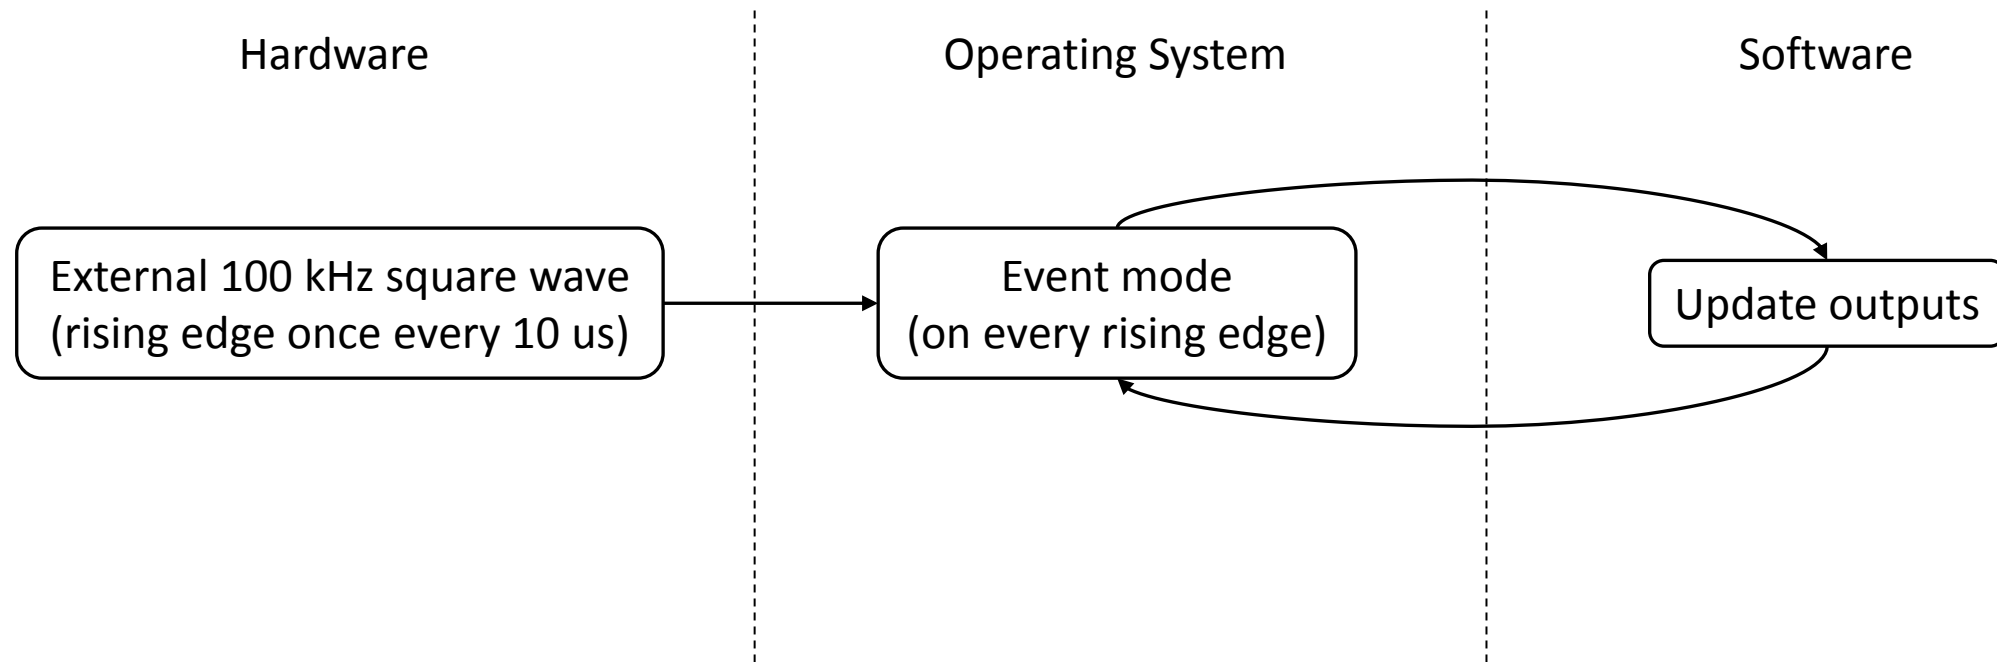 Hardware
Operating System
Software
External 100 kHz square wave
(rising edge once every 10 us)
Event mode
(on every rising edge)
Update outputs